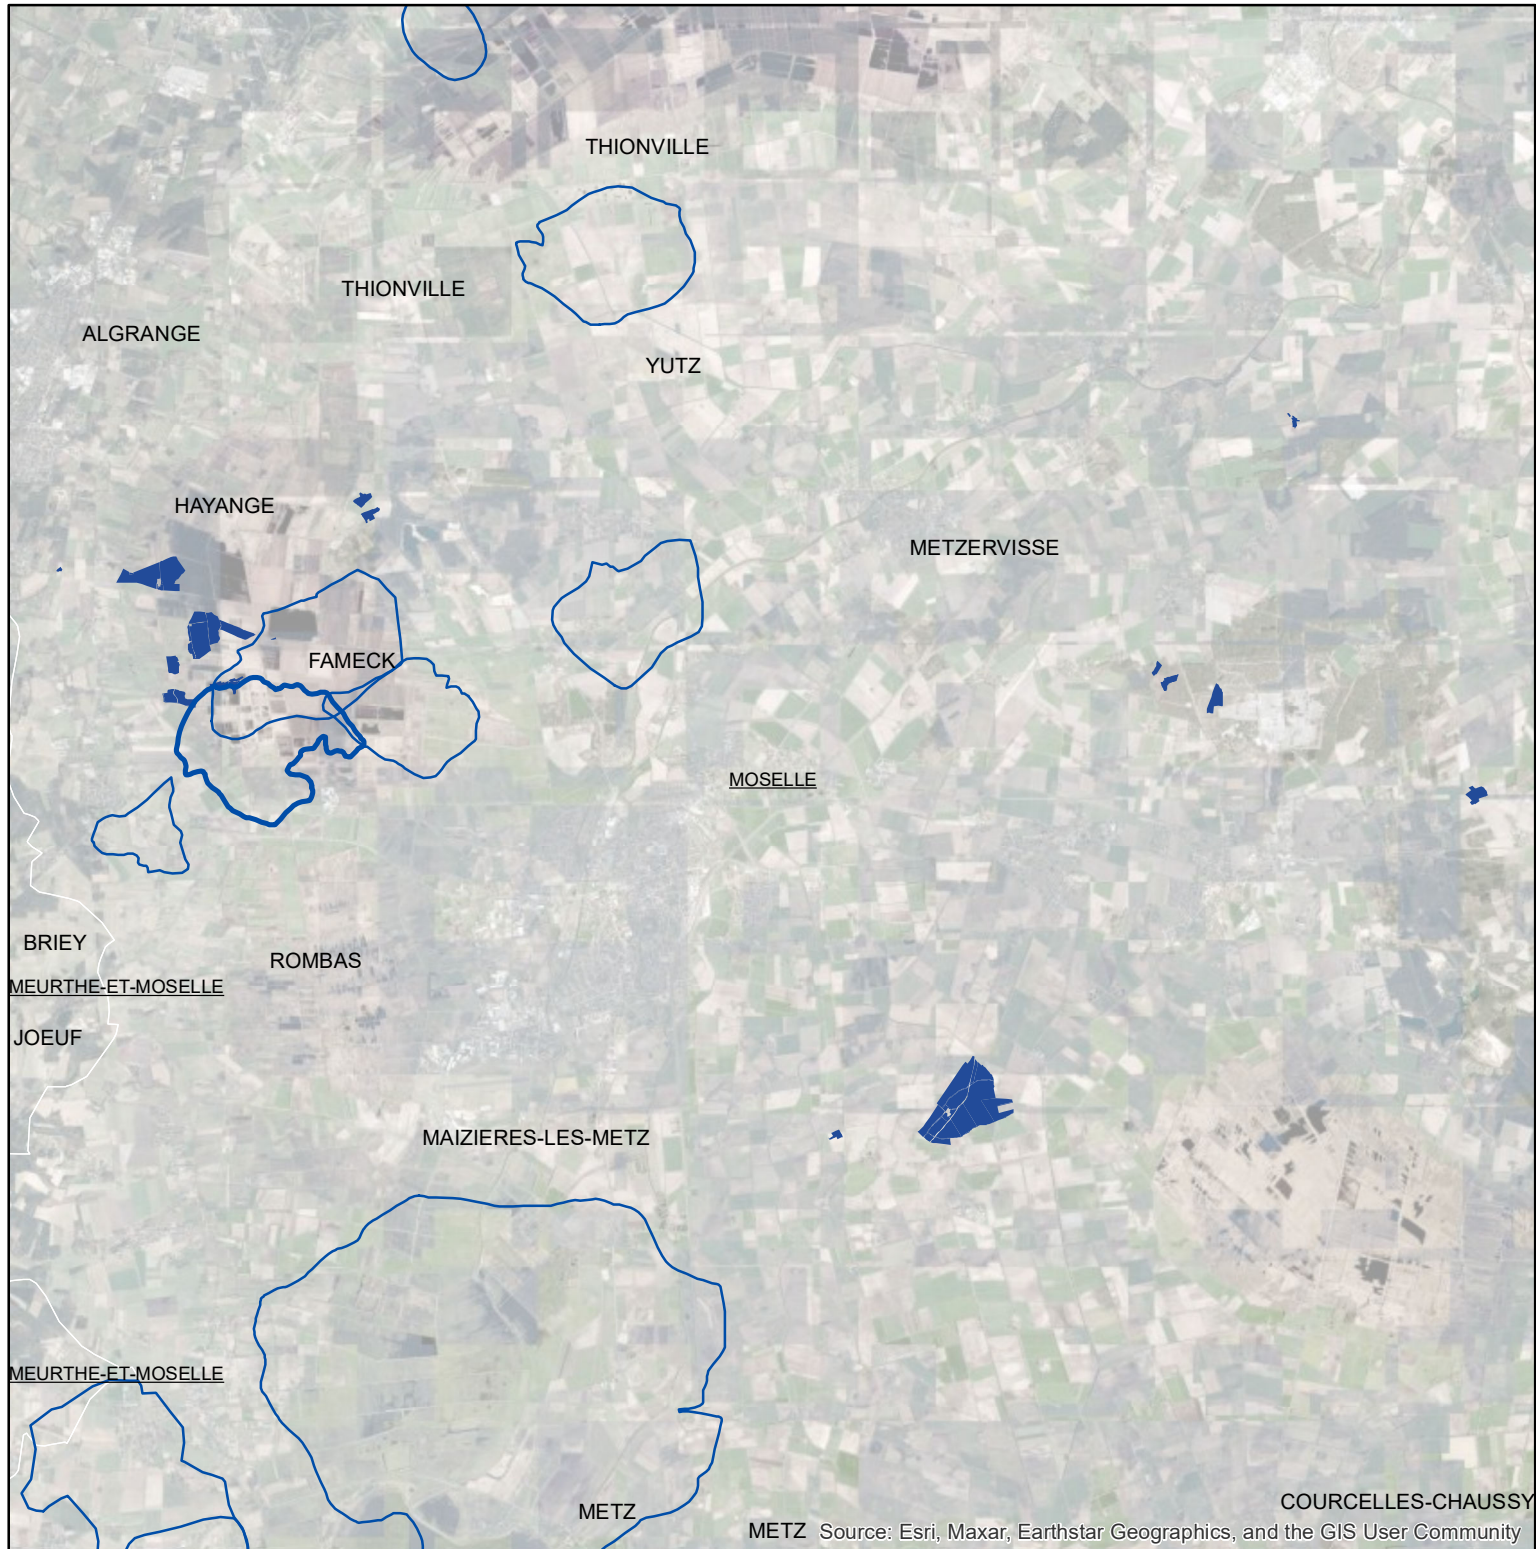 THIONVILLE
THIONVILLE
ALGRANGE
YUTZ
HAYANGE
METZERVISSE
FAMECK
MOSELLE
BRIEY
ROMBAS
MEURTHE-ET-MOSELLE
JOEUF
MAIZIERES-LES-METZ
MEURTHE-ET-MOSELLE
COURCELLES-CHAUSSY
METZ
METZ
Source: Esri, Maxar, Earthstar Geographics, and the GIS User Community